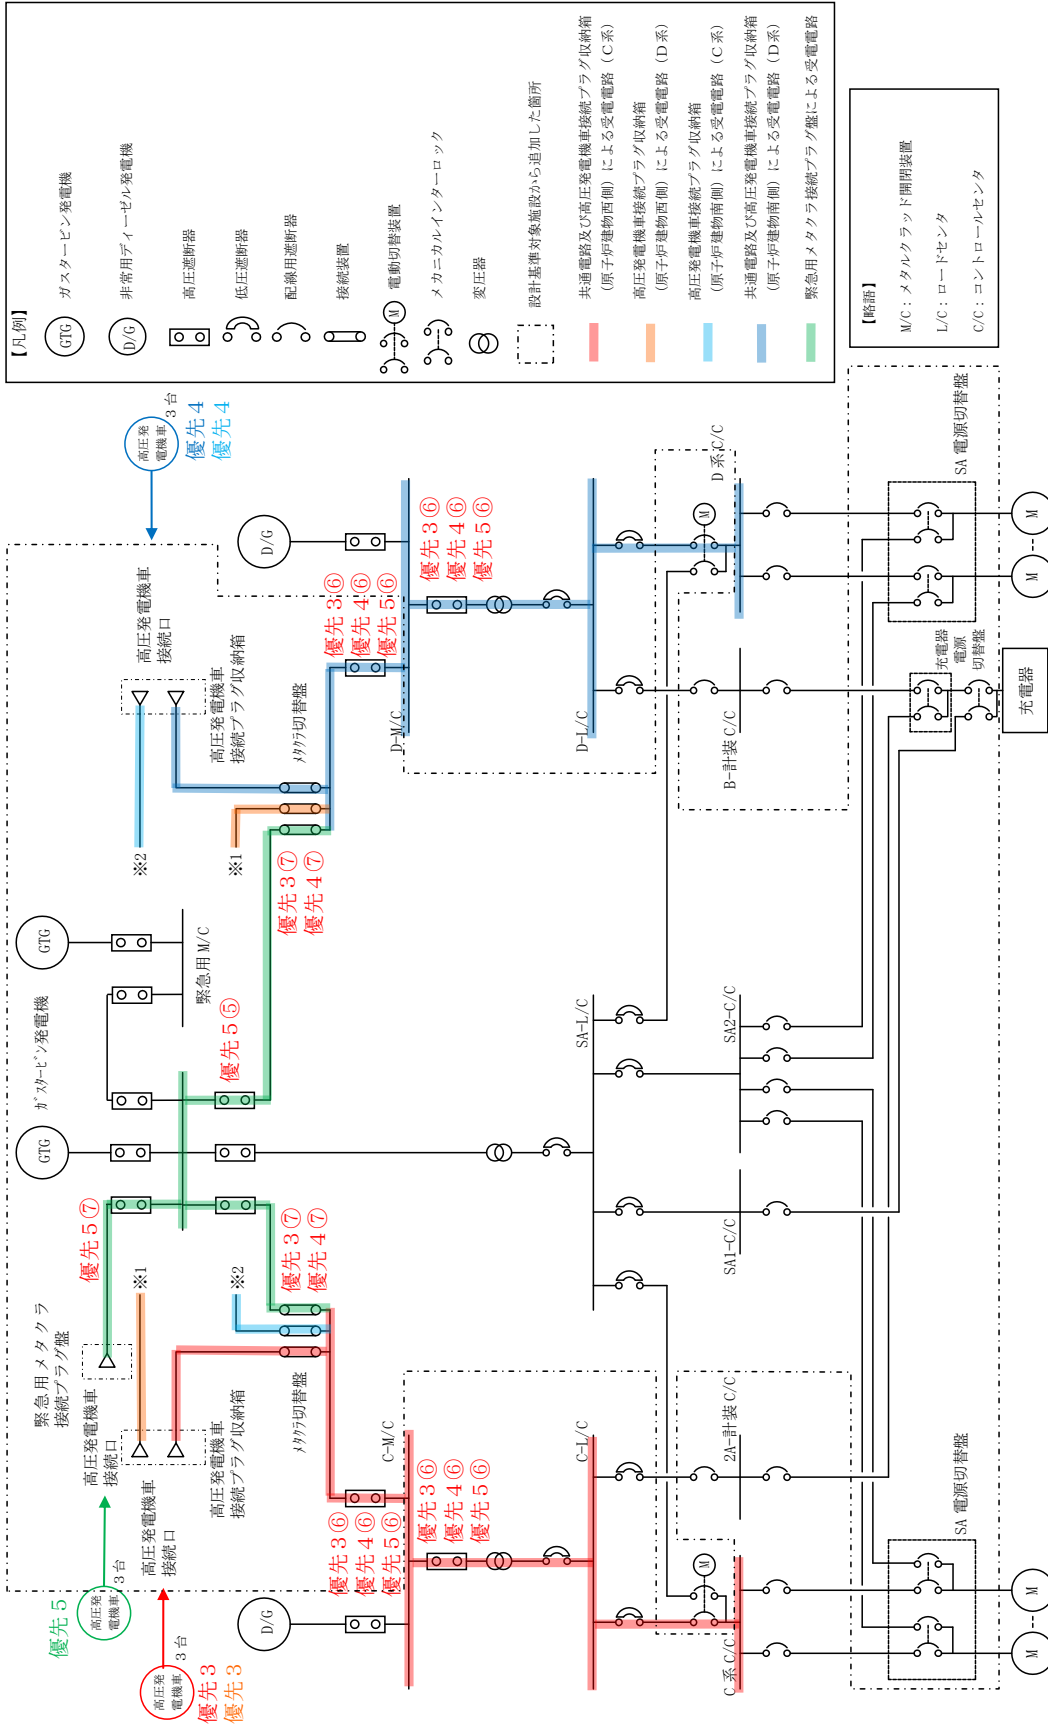 【凡例】
GTG
ガスタービン発電機
D/G
非常用ディーゼル発電機
高圧遮断器
低圧遮断器
配線用遮断器
接続装置
M
電動切替装置
メカニカルインターロック
変圧器
設計基準対象施設から追加した箇所
共通電路及び高圧発電機車接続プラグ収納箱
(原子炉建物西側)による受電電路(C系)
高圧発電機車接続プラグ収納箱
(原子炉建物西側)による受電電路(D系)
高圧発電機車接続プラグ収納箱
(原子炉建物南側)による受電電路(C系)
共通電路及び高圧発電機車接続プラグ収納箱
(原子炉建物南側)による受電電路(D系)
緊急用メタクラ接続プラグ盤による受電電路
【略語】
M/C:メタルクラッド開閉装置
L/C:ロードセンタ
C/C:コントロールセンタ
優先5
高圧発
電機車
3台
高圧発
電機車
3台
優先3
優先3
高圧発電機車
接続口
高圧発電機車
接続口
緊急用メタクラ
接続プラグ盤
優先5⑦
※1
※2
高圧発電機車
接続プラグ収納箱
メタクラ切替盤
優先3⑦
優先4⑦
GTG
ガスタービン発電機
GTG
緊急用M/C
優先5⑤
優先3⑦
優先4⑦
※2
※1
高圧発電機車
接続口
高圧発電機車
接続プラグ収納箱
メタクラ切替盤
高圧発
電機車
3台
優先4
優先4
D/G
D/G
優先3⑥
優先4⑥
優先5⑥
C-M/C
優先3⑥
優先4⑥
優先5⑥
優先3⑥
優先4⑥
優先5⑥
D-M/C
優先3⑥
優先4⑥
優先5⑥
C-L/C
SA-L/C
D-L/C
M
M
C系C/C
2A-計装C/C
SA1-C/C
SA2-C/C
B-計装C/C
D系C/C
SA電源切替盤
SA電源切替盤
充電器
電源
切替盤
充電器
M
M
M
M